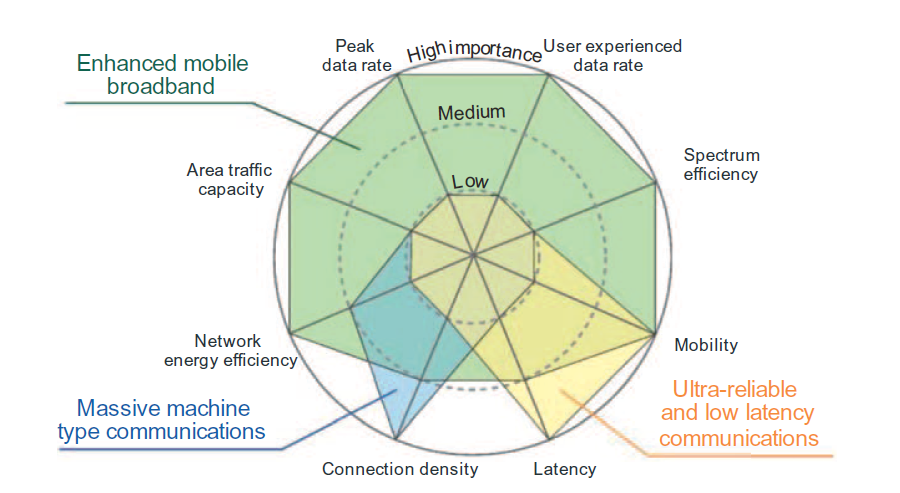 Peak
data rate
High importance
User experienced
data rate
Enhanced mobile
broadband
Medium
Area traffic
capacity
Low
Spectrum
efficiency
Network
energy efficiency
Mobility
Massive machine
type communications
Ultra-reliable
and low latency
communications
Connection density
Latency